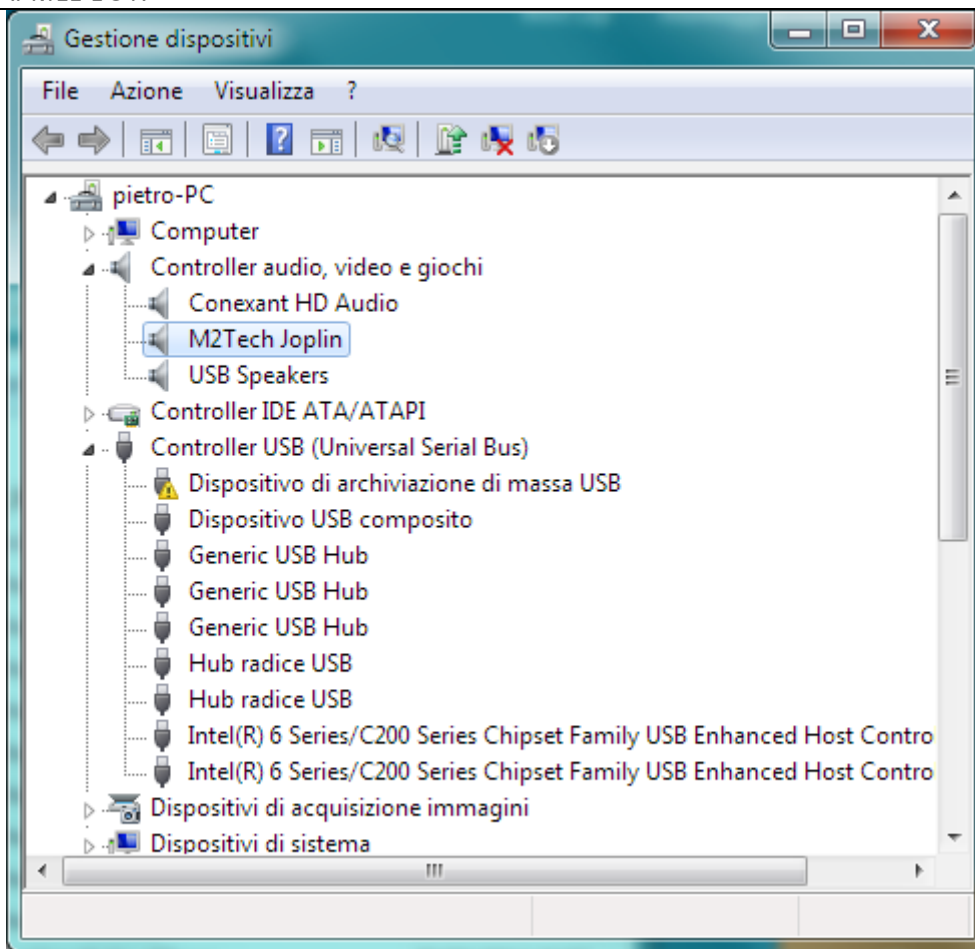 Gestione dispositivi
File Azione Visualizza ?
pietro-PC
Computer
Controller audio, video e giochi
Conexant HD Audio
M2Tech Joplin
USB Speakers
Controller IDE ATA/ATAPI
Controller USB (Universal Serial Bus)
Dispositivo di archiviazione di massa USB
Dispositivo USB composito
Generic USB Hub
Generic USB Hub
Generic USB Hub
Hub radice USB
Hub radice USB
Intel(R) 6 Series/C200 Series Chipset Family USB Enhanced Host Contro
Intel(R) 6 Series/C200 Series Chipset Family USB Enhanced Host Contro
Dispositivi di acquisizione immagini
Dispositivi di sistema